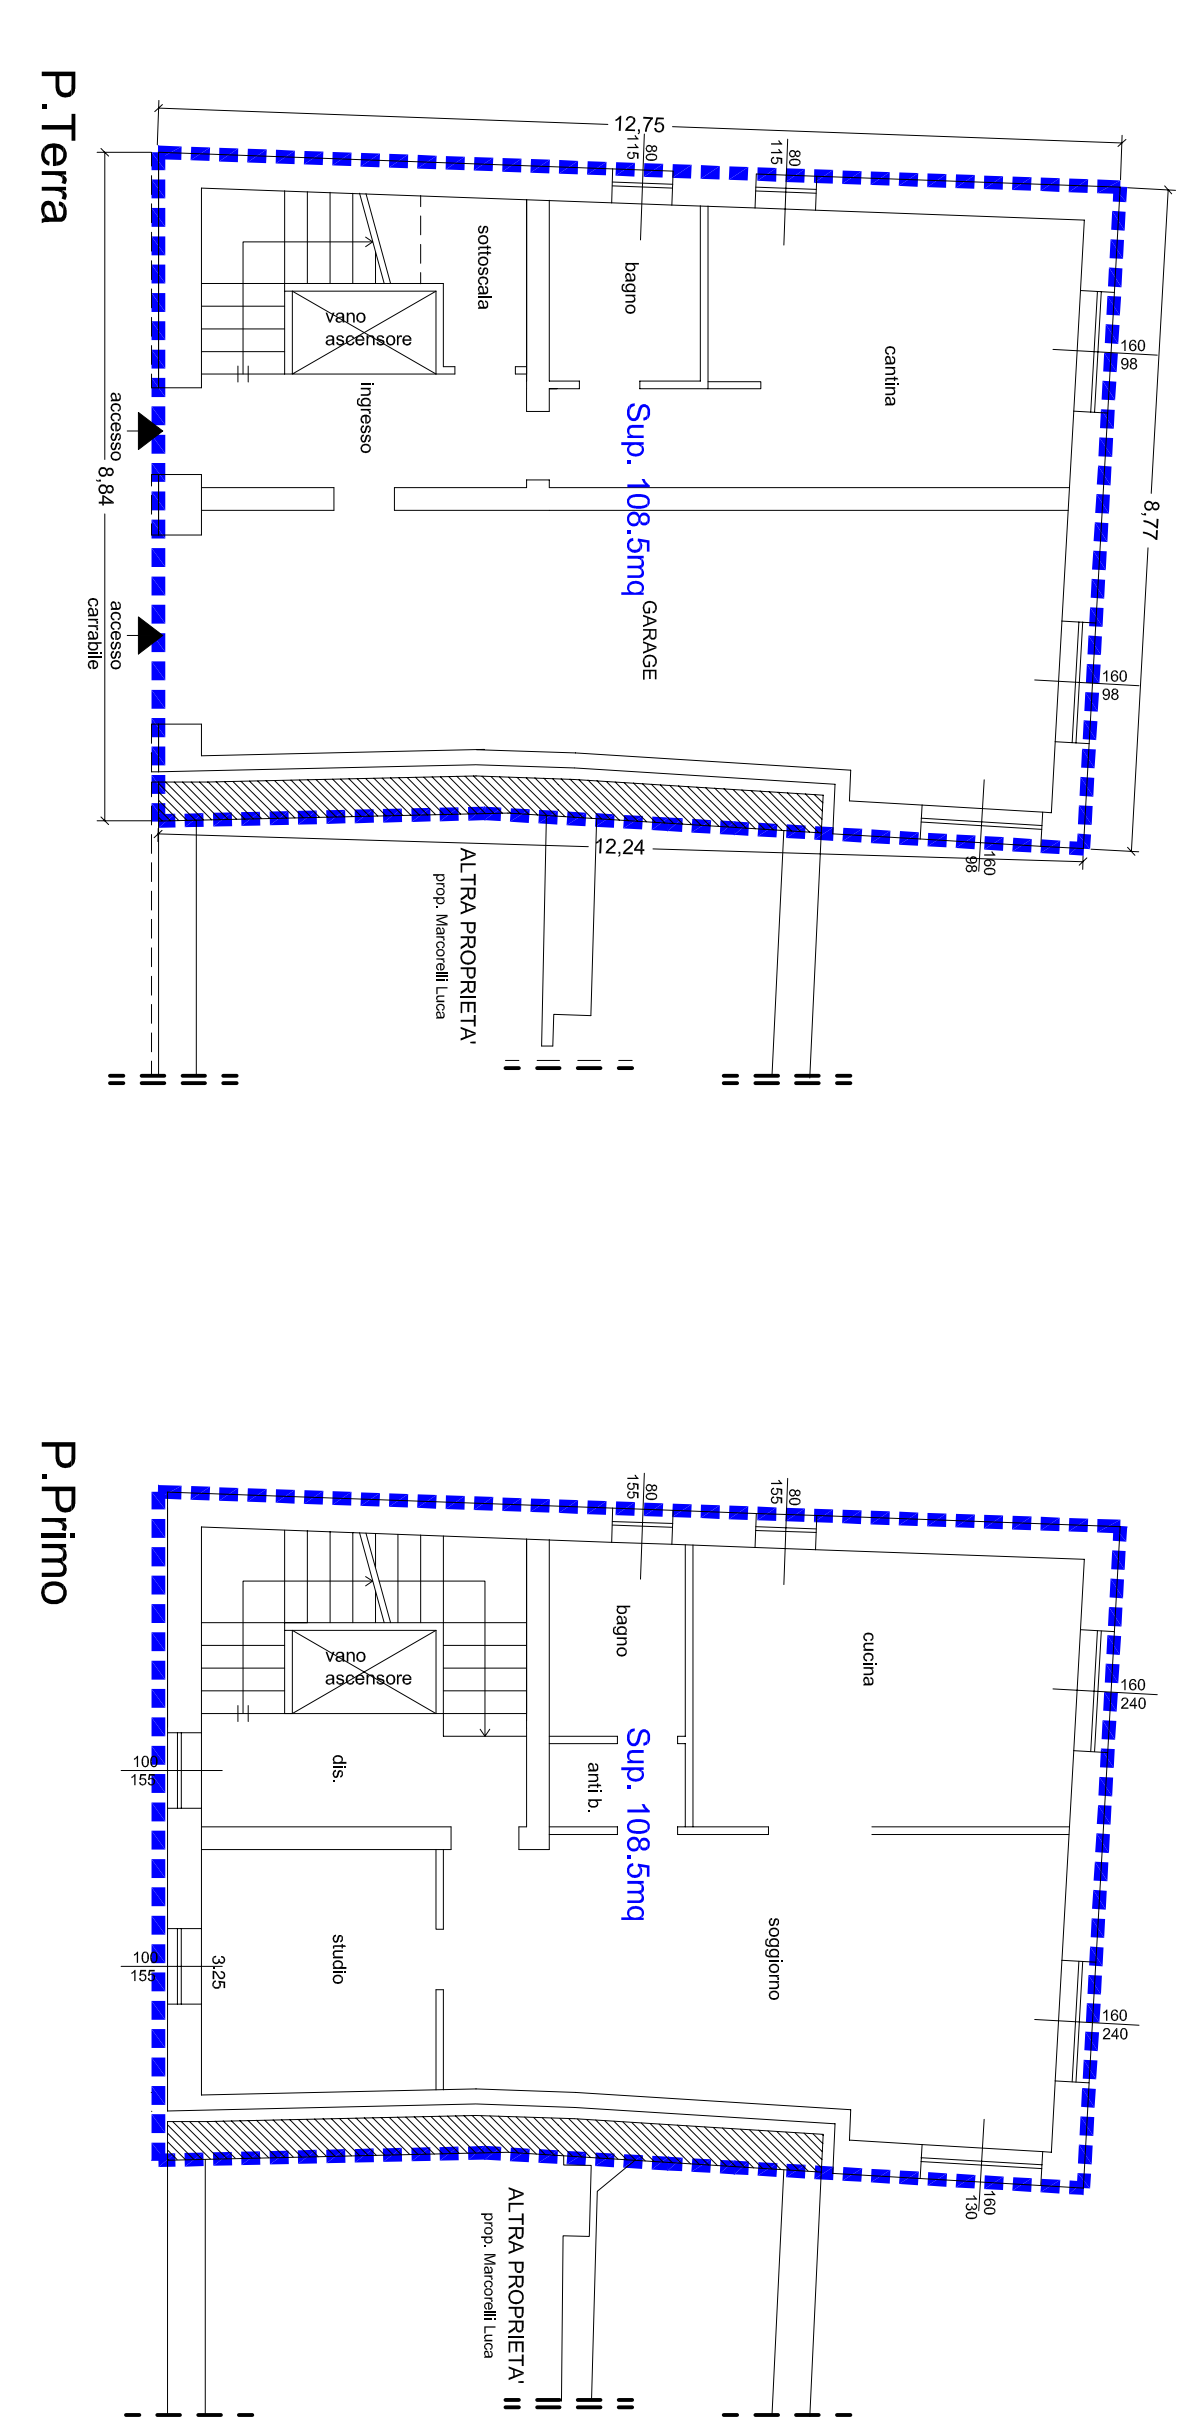 P.Terra
12,75
80
115
80
115
sottoscala
bagno
vano
ascensore
cantina
160
98
ingresso
accesso
8,84
Sup. 108.5mq
8,77
accesso
carrabile
GARAGE
160
98
12,24
160
98
ALTRA PROPRIETA'
prop. Marcorelli Luca
P.Primo
80
155
80
155
bagno
cucina
vano
ascensore
160
240
dis.
anti b.
Sup. 108.5mq
100
155
studio
soggiorno
100
155
3.25
160
240
160
130
ALTRA PROPRIETA'
prop. Marcorelli Luca